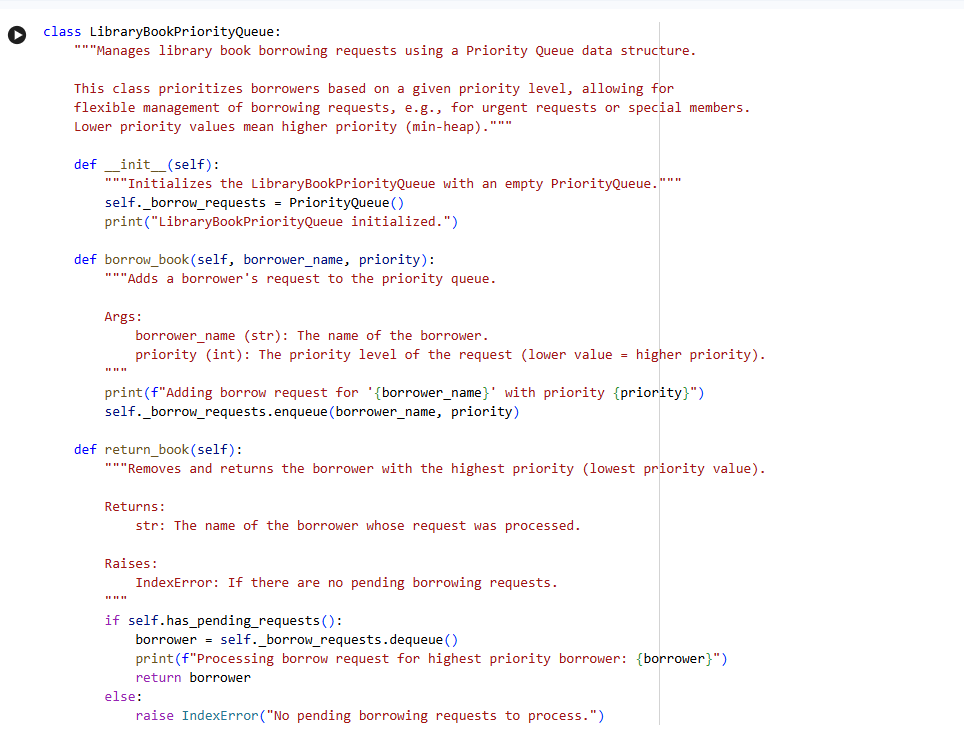 class LibraryBookPriorityQueue:
    """Manages library book borrowing requests using a Priority Queue data structure.

    This class prioritizes borrowers based on a given priority level, allowing for
    flexible management of borrowing requests, e.g., for urgent requests or special members.
    Lower priority values mean higher priority (min-heap)."""

    def __init__(self):
        """Initializes the LibraryBookPriorityQueue with an empty PriorityQueue."""
        self._borrow_requests = PriorityQueue()
        print("LibraryBookPriorityQueue initialized.")

    def borrow_book(self, borrower_name, priority):
        """Adds a borrower's request to the priority queue.

        Args:
            borrower_name (str): The name of the borrower.
            priority (int): The priority level of the request (lower value = higher priority).
        """
        print(f"Adding borrow request for '{borrower_name}' with priority {priority}")
        self._borrow_requests.enqueue(borrower_name, priority)

    def return_book(self):
        """Removes and returns the borrower with the highest priority (lowest priority value).

        Returns:
            str: The name of the borrower whose request was processed.

        Raises:
            IndexError: If there are no pending borrowing requests.
        """
        if self.has_pending_requests():
            borrower = self._borrow_requests.dequeue()
            print(f"Processing borrow request for highest priority borrower: {borrower}")
            return borrower
        else:
            raise IndexError("No pending borrowing requests to process.")